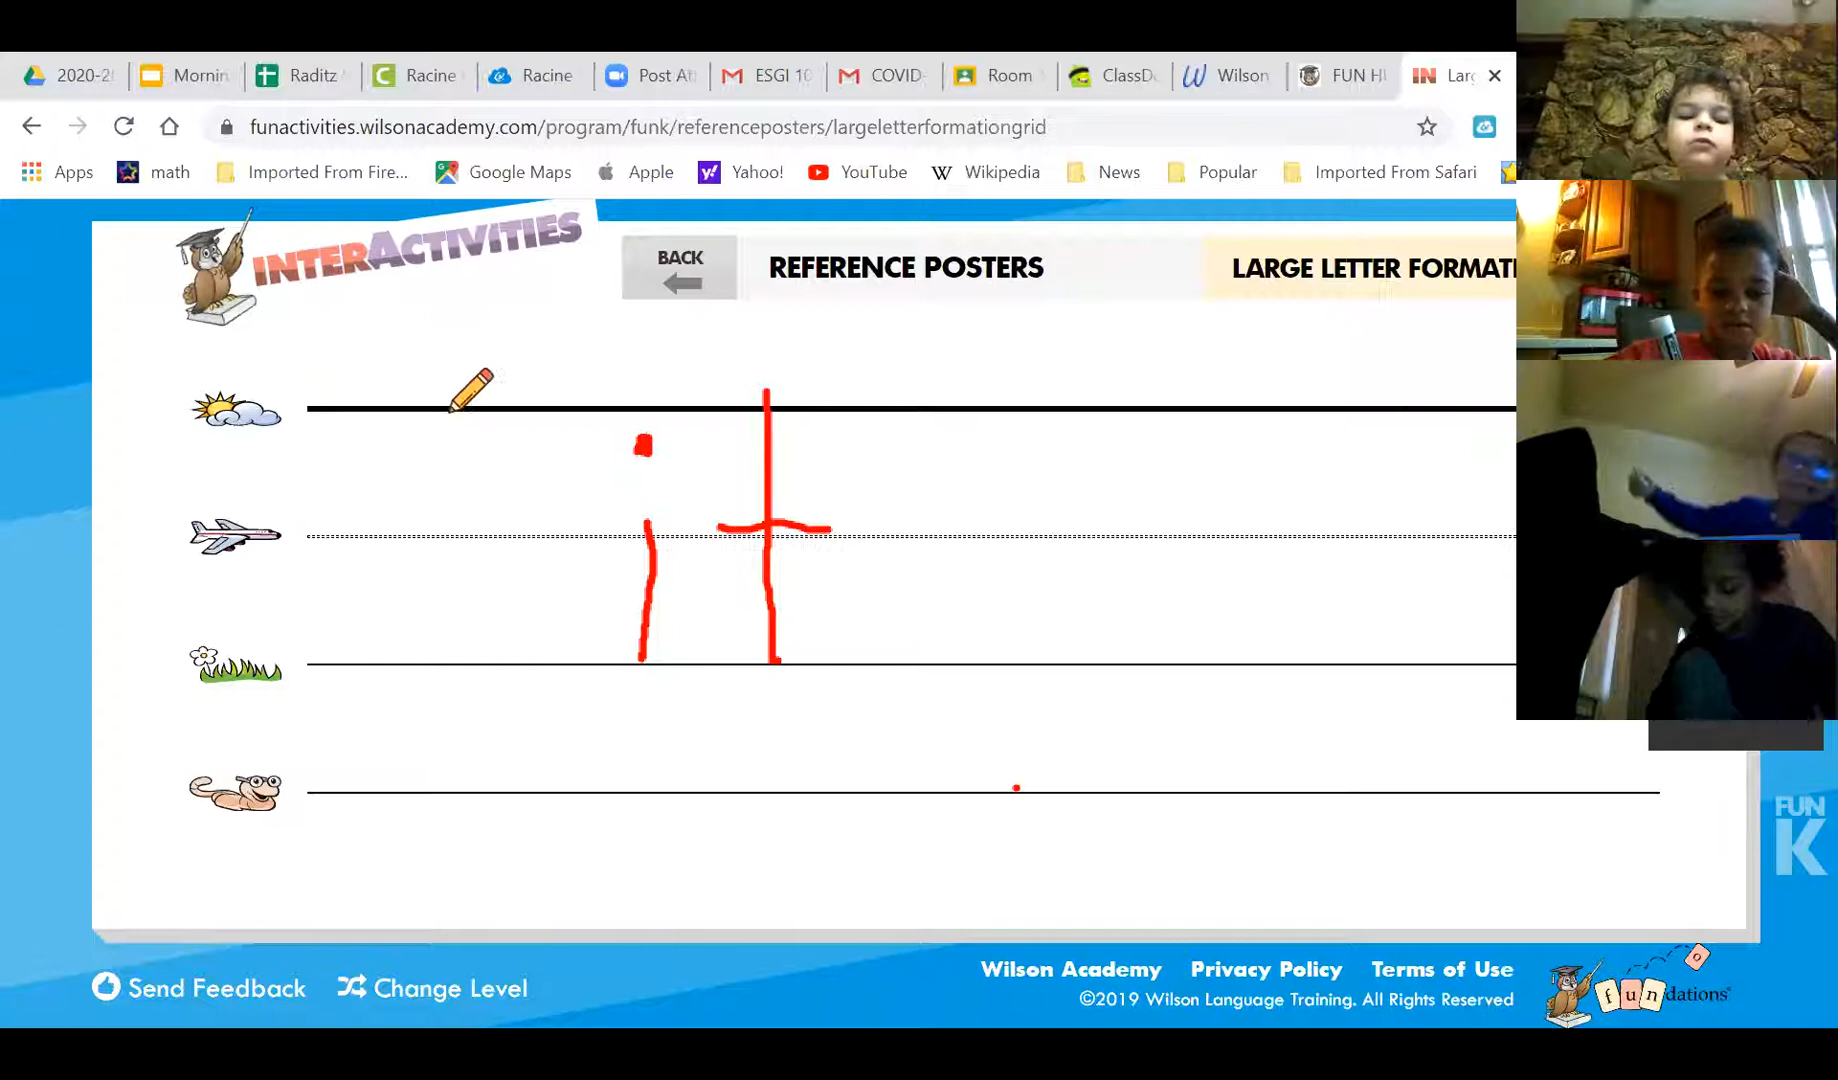 2020-2 Mornin Raditz Racine Racine Post At ESGI 10 COVID- Room ClassD Wilson FUN H IN Lar
funactivities.wilsonacademy.com/program/funk/referenceposters/largeletterformationgrid
Apps math Imported From Fire... Google Maps Apple Yahoo! YouTube W Wikipedia News Popular Imported From Safari
INTERACTIVITIES BACK REFERENCE POSTERS LARGE LETTER FORMATI
it
FUN
K
Send Feedback Change Level
Wilson Academy Privacy Policy Terms of Use
©2019 Wilson Language Training. All Rights Reserved
fundations®